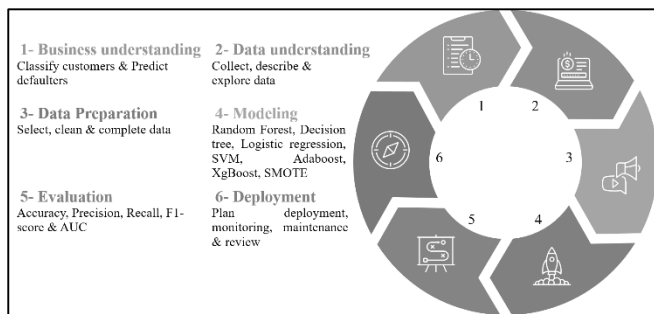 1- Business understanding
Classify customers & Predict
defaulters
2- Data understanding
Collect, describe &
explore data
3- Data Preparation
Select, clean & complete data
4- Modeling
Random Forest, Decision
tree, Logistic regression,
SVM, Adaboost,
XgBoost, SMOTE
5- Evaluation
Accuracy, Precision, Recall, F1-
score & AUC
6- Deployment
Plan deployment,
monitoring, maintenance
& review
1
2
3
4
5
6
$